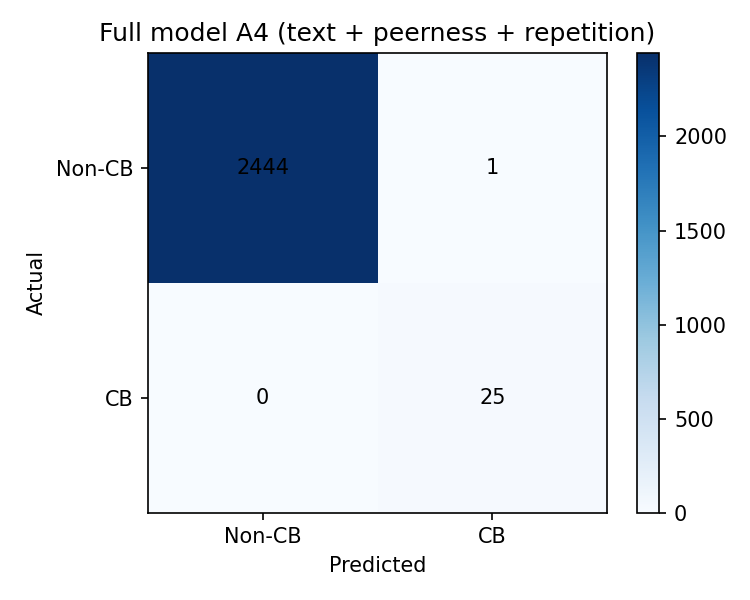 Full model A4 (text + peerness + repetition)
Non-CB
2444
1
CB
0
25
Non-CB
CB
Predicted
Actual
2000
1500
1000
500
0